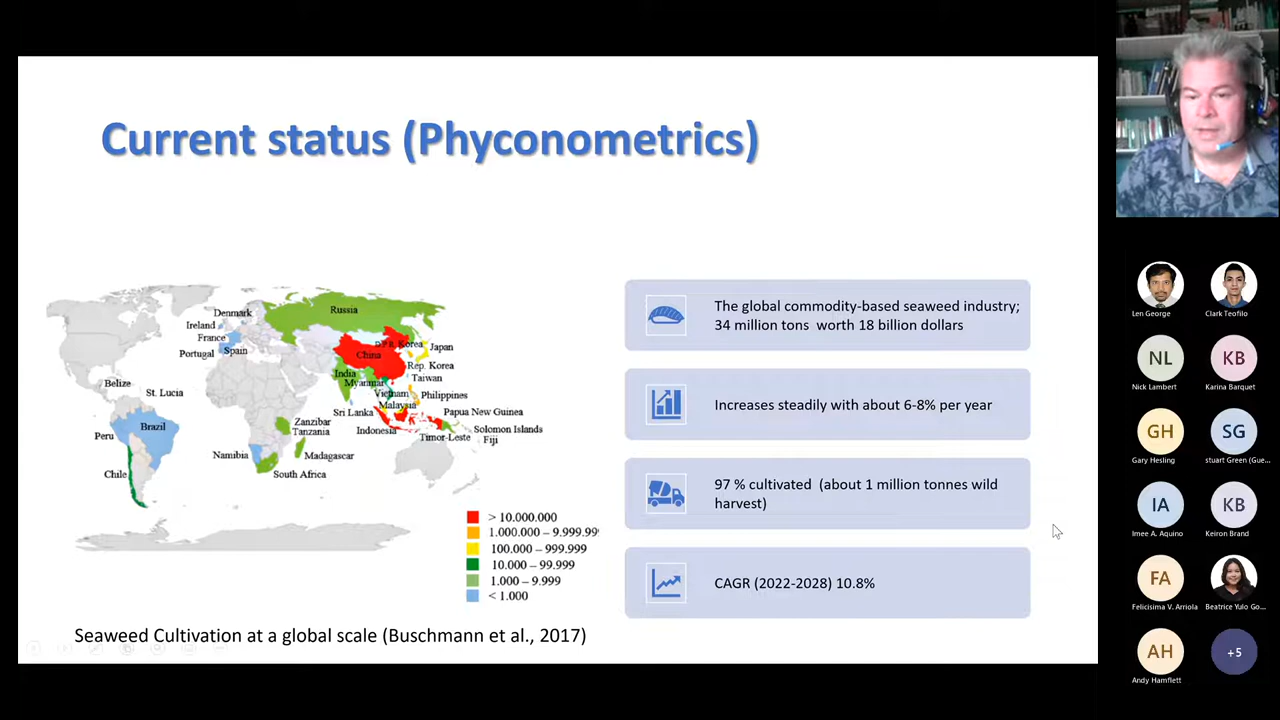 Current status (Phyconometrics)
Russia
Denmark
Ireland
France
Portugal
Spain
D.P.R. Korea
Japan
China
Rep. Korea
India
Taiwan
Myanmar
Belize
St. Lucia
Vietnam
Philippines
Malaysia
Sri Lanka
Papua New Guinea
Zanzibar
Tanzania
Brazil
Indonesia
Solomon Islands
Timor-Leste
Fiji
Peru
Namibia
Madagascar
Chile
South Africa
> 10.000.000
1.000.000 – 9.999.99
100.000 – 999.999
10.000 – 99.999
1.000 – 9.999
< 1.000
Seaweed Cultivation at a global scale (Buschmann et al., 2017)
The global commodity-based seaweed industry;
34 million tons worth 18 billion dollars
Increases steadily with about 6-8% per year
97 % cultivated (about 1 million tonnes wild
harvest)
CAGR (2022-2028) 10.8%
Len George
Clark Teofilo
NL
KB
Nick Lambert
Karina Barquet
GH
SG
Gary Hesling
stuart Green (Gue...
IA
KB
Imee A. Aquino
Keiron Brand
FA
Felicisima V. Arriola
Beatrice Yulo Go...
AH
+5
Andy Hamflett